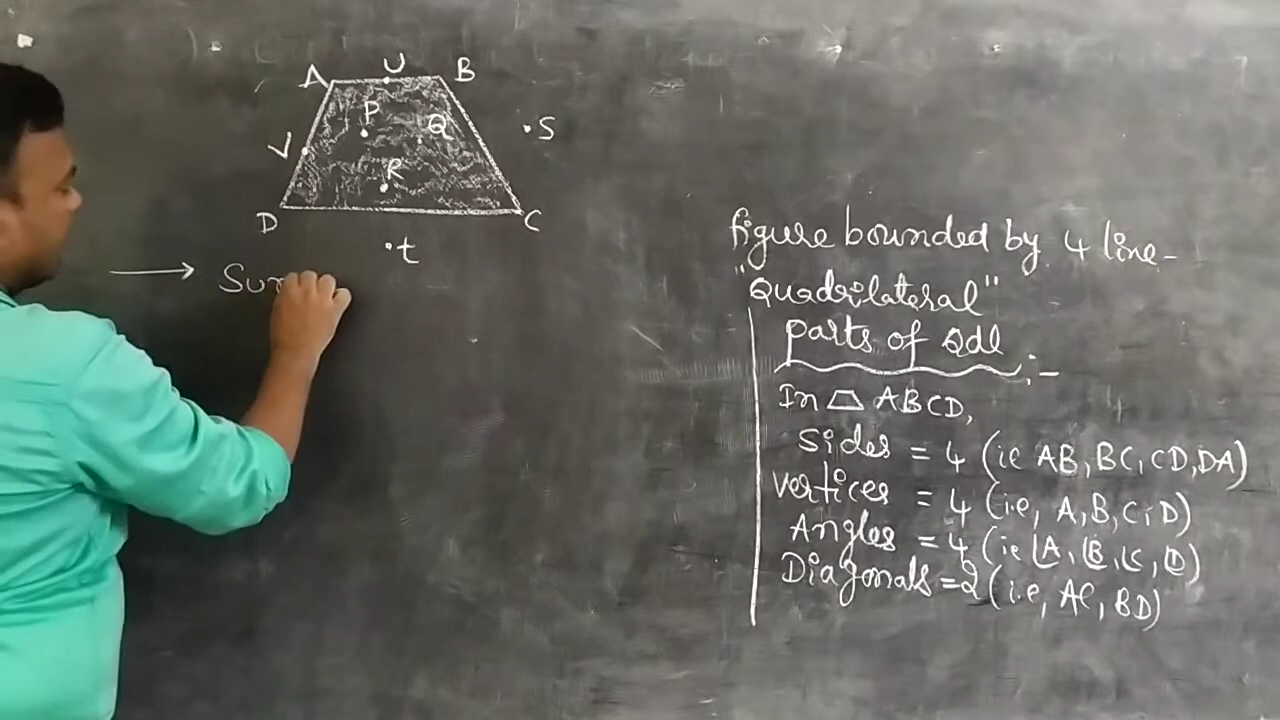 A U B
P
Q
S
V
R
D C
t
→ Sum
figure bounded by 4 line-
"Quadrilateral"
parts of Qdl :-
In ⏢ ABCD,
Sides = 4 (ie AB, BC, CD, DA)
Vertices = 4 (i.e, A, B, C, D)
Angles = 4 (ie ∠A, ∠B, ∠C, ∠D)
Diagonals = 2 (i.e, AC, BD)